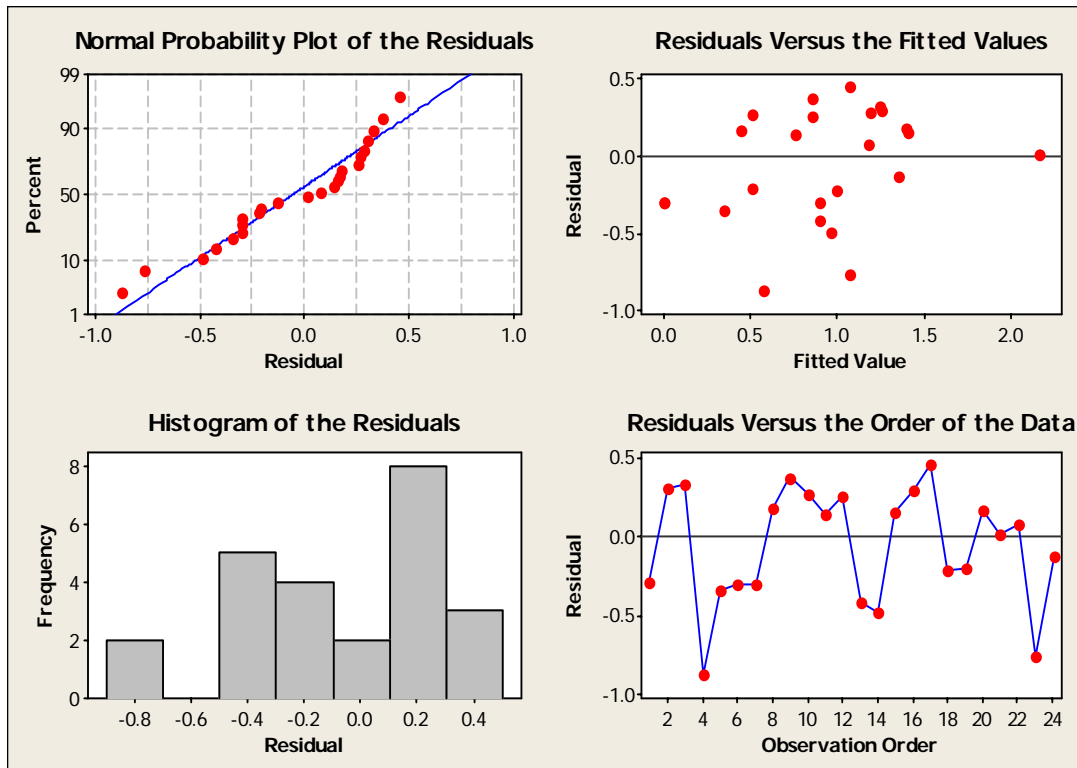 Normal Probability Plot of the Residuals
99
90
50
10
1
Percent
-1.0 -0.5 0.0 0.5 1.0
Residual
Residuals Versus the Fitted Values
0.5
0.0
-0.5
-1.0
Residual
0.0 0.5 1.0 1.5 2.0
Fitted Value
Histogram of the Residuals
8
6
4
2
0
Frequency
-0.8 -0.6 -0.4 -0.2 0.0 0.2 0.4
Residual
Residuals Versus the Order of the Data
0.5
0.0
-0.5
-1.0
Residual
2 4 6 8 10 12 14 16 18 20 22 24
Observation Order